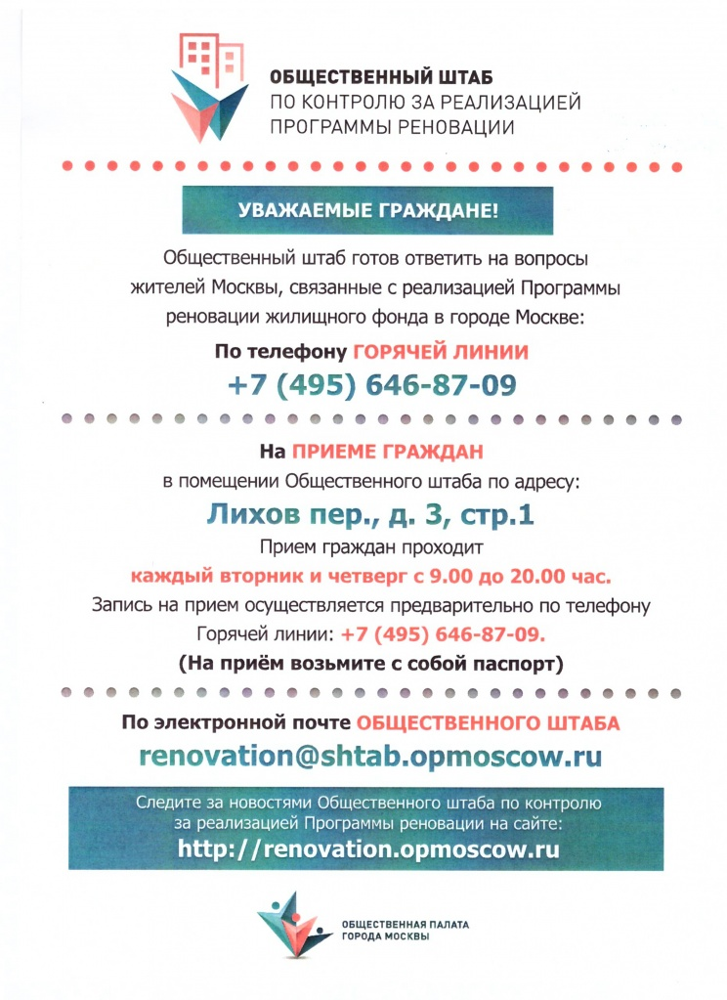 ОБЩЕСТВЕННЫЙ ШТАБ
ПО КОНТРОЛЮ ЗА РЕАЛИЗАЦИЕЙ
ПРОГРАММЫ РЕНОВАЦИИ
УВАЖАЕМЫЕ ГРАЖДАНЕ!
Общественный штаб готов ответить на вопросы
жителей Москвы, связанные с реализацией Программы
реновации жилищного фонда в городе Москве:
По телефону ГОРЯЧЕЙ ЛИНИИ
+7 (495) 646-87-09
На ПРИЕМЕ ГРАЖДАН
в помещении Общественного штаба по адресу:
Лихов пер., д. 3, стр.1
Прием граждан проходит
каждый вторник и четверг с 9.00 до 20.00 час.
Запись на прием осуществляется предварительно по телефону
Горячей линии: +7 (495) 646-87-09.
(На приём возьмите с собой паспорт)
По электронной почте ОБЩЕСТВЕННОГО ШТАБА
renovation@shtab.opmoscow.ru
Следите за новостями Общественного штаба по контролю
за реализацией Программы реновации на сайте:
http://renovation.opmoscow.ru
ОБЩЕСТВЕННАЯ ПАЛАТА
ГОРОДА МОСКВЫ